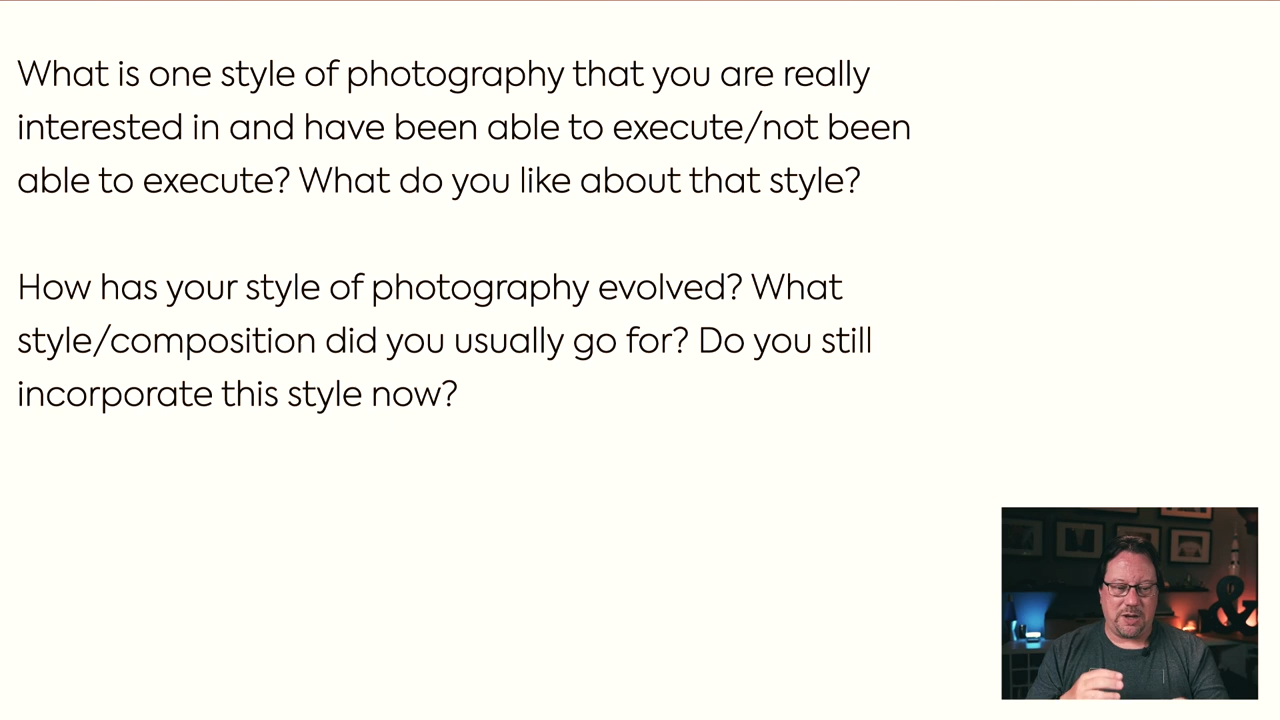 What is one style of photography that you are really
interested in and have been able to execute/not been
able to execute? What do you like about that style?
How has your style of photography evolved? What
style/composition did you usually go for? Do you still
incorporate this style now?
&